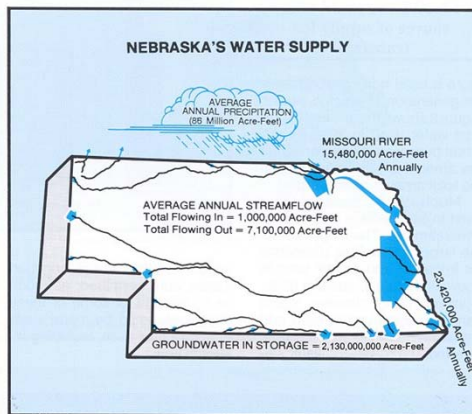 NEBRASKA'S WATER SUPPLY
AVERAGE
ANNUAL PRECIPITATION
(86 Million Acre-Feet)
MISSOURI RIVER
15,480,000 Acre-Feet
Annually
AVERAGE ANNUAL STREAMFLOW
Total Flowing In = 1,000,000 Acre-Feet
Total Flowing Out = 7,100,000 Acre-Feet
23,420,000 Acre-Feet
Annually
GROUNDWATER IN STORAGE = 2,130,000,000 Acre-Feet